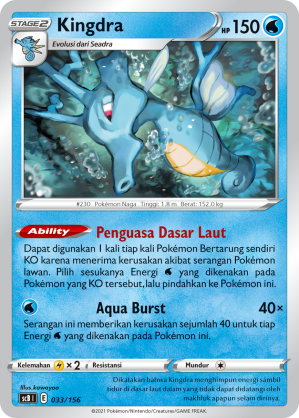 STAGE2 Kingdra HP 150
Evolusi dari Seadra
#230 Pokémon Naga Tinggi: 1.8 m Berat: 152.0 kg
Ability Penguasa Dasar Laut
Dapat digunakan 1 kali tiap kali Pokémon Bertarung sendiri
KO karena menerima kerusakan akibat serangan Pokémon
lawan. Pilih sesukanya Energi yang dikenakan pada
Pokémon yang KO tersebut, lalu pindahkan ke Pokémon ini.
Aqua Burst 40×
Serangan ini memberikan kerusakan sejumlah 40 untuk tiap
Energi yang dikenakan pada Pokémon ini.
Kelemahan ×2 Resistansi Mundur
Illus. kawayoo
sc3 II E 033/156
Dikatakan bahwa Kingdra menghimpun energi sambil
tidur di dasar laut dalam yang tidak dapat didiami oleh
makhluk apapun selain dirinya.
©2021 Pokémon/Nintendo/Creatures/GAME FREAK